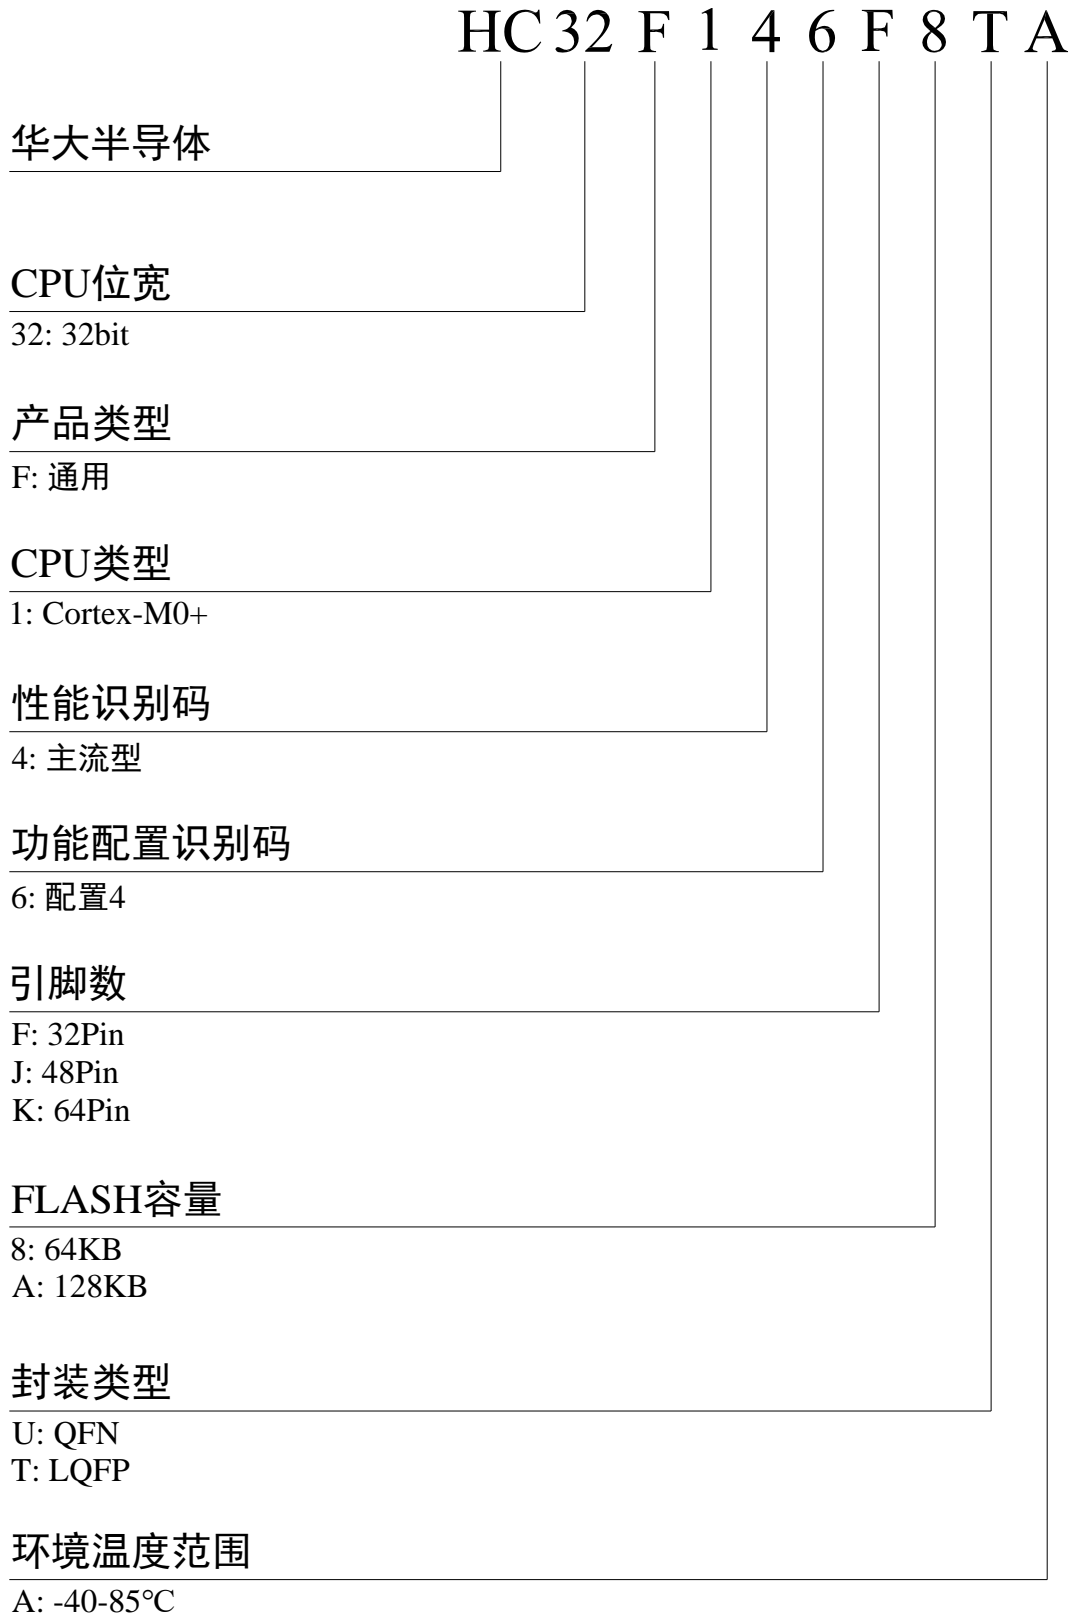 HC32F146F8TA
华大半导体
CPU位宽
32: 32bit
产品类型
F: 通用
CPU类型
1: Cortex-M0+
性能识别码
4: 主流型
功能配置识别码
6: 配置4
引脚数
F: 32Pin
J: 48Pin
K: 64Pin
FLASH容量
8: 64KB
A: 128KB
封装类型
U: QFN
T: LQFP
环境温度范围
A: -40-85℃